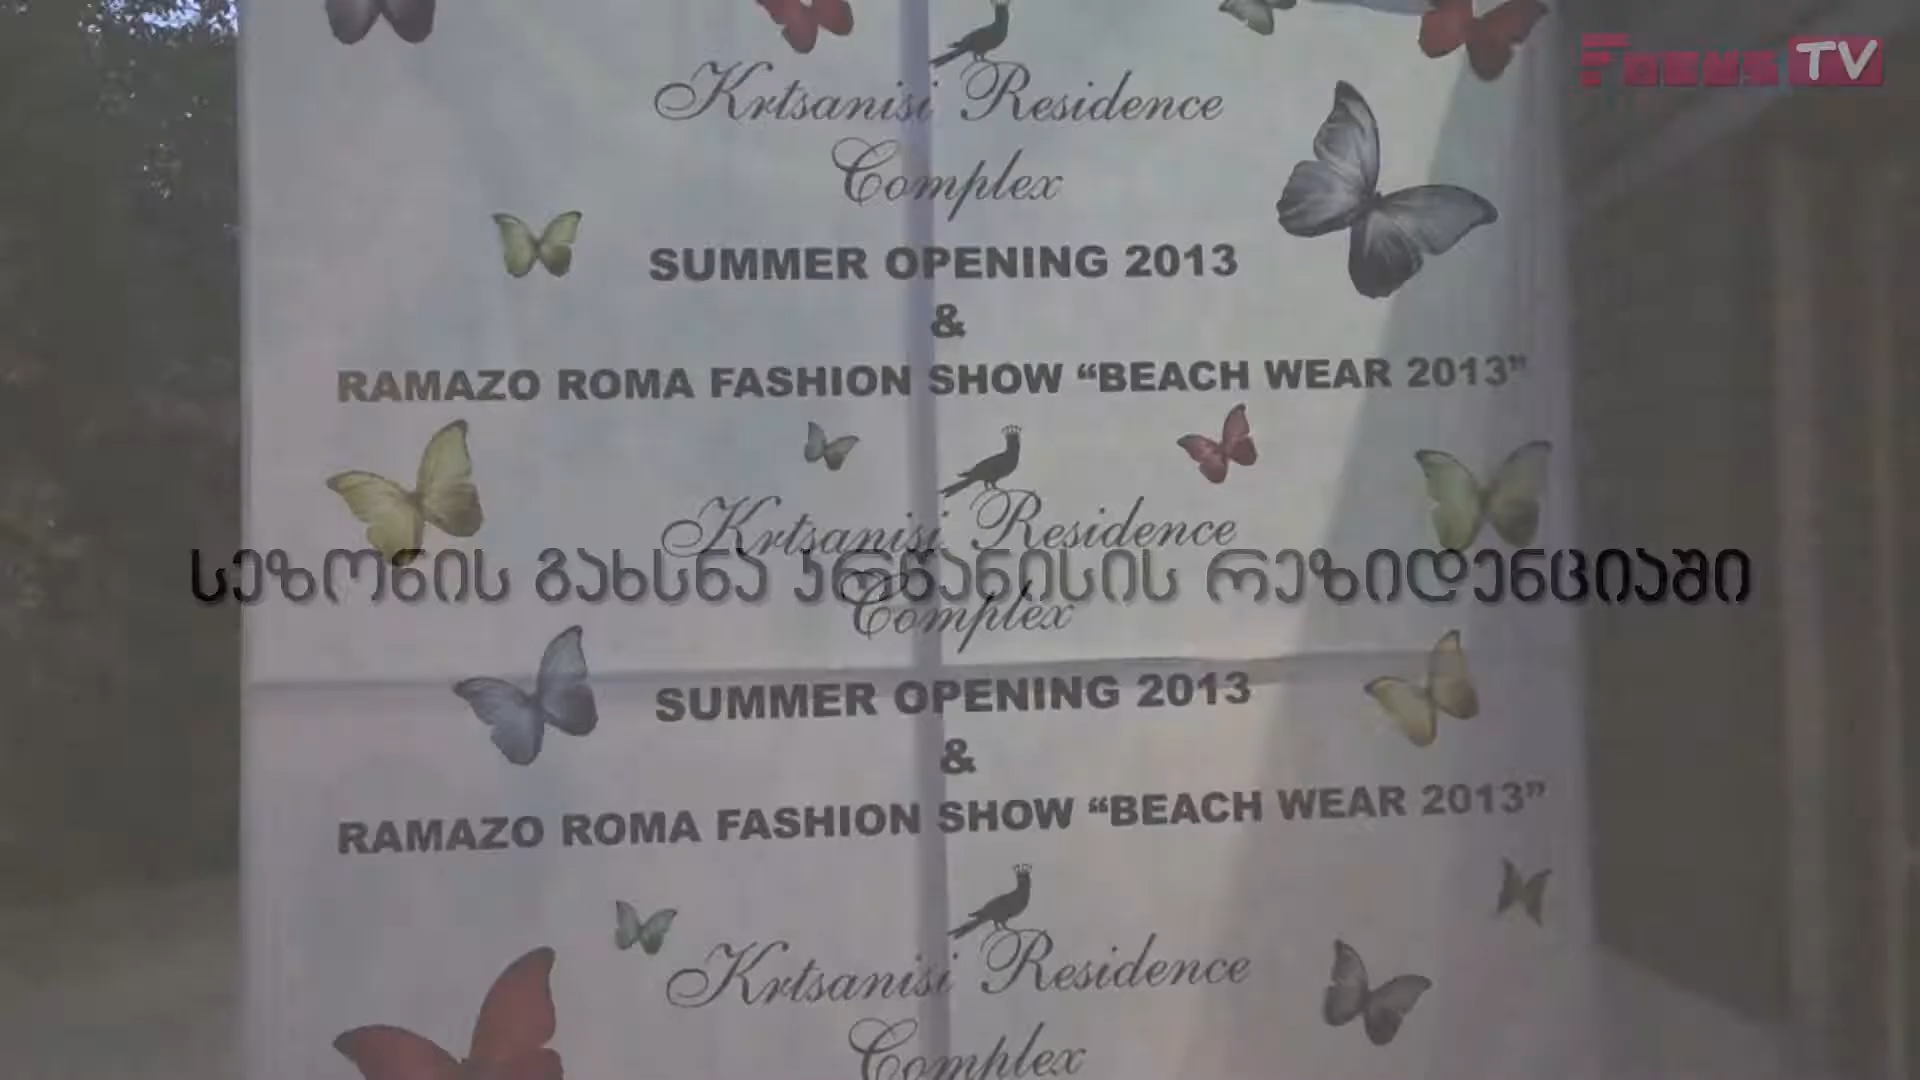 Focus TV
Krtsanisi Residence
Complex
SUMMER OPENING 2013
&
RAMAZO ROMA FASHION SHOW “BEACH WEAR 2013”
Krtsanisi Residence
სეზონის გახსნა კრწანისის რეზიდენციაში
Complex
SUMMER OPENING 2013
&
RAMAZO ROMA FASHION SHOW “BEACH WEAR 2013”
Krtsanisi Residence
Complex